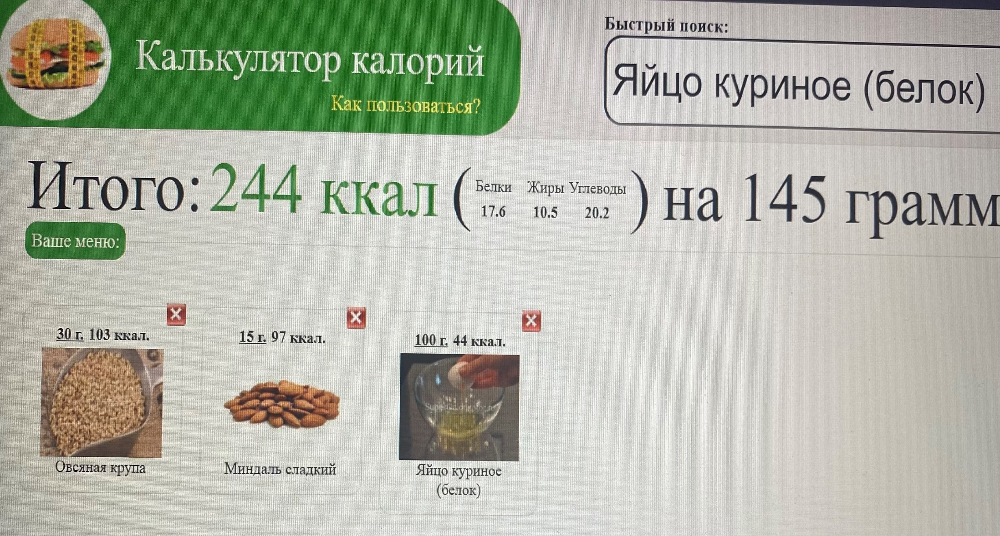 Калькулятор калорий
Как пользоваться?
Быстрый поиск:
Яйцо куриное (белок)
Итого: 244 ккал ( Белки Жиры Углеводы ) на 145 грамм
17.6 10.5 20.2
Ваше меню:
30 г. 103 ккал.
Овсяная крупа
15 г. 97 ккал.
Миндаль сладкий
100 г. 44 ккал.
Яйцо куриное
(белок)